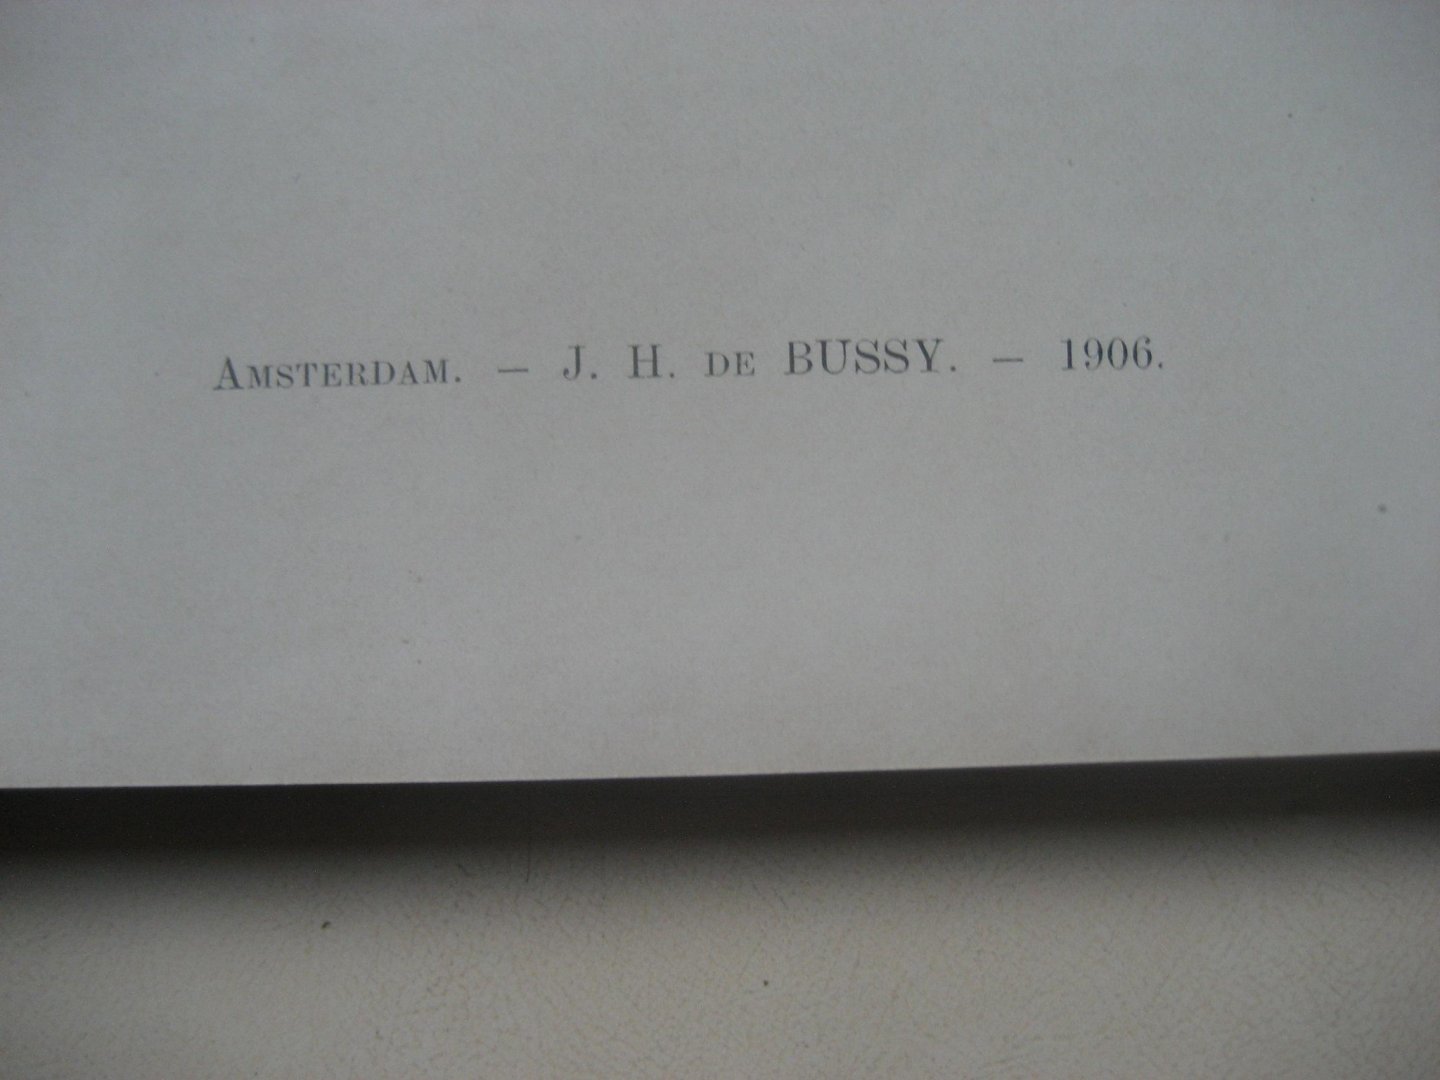 Amsterdam. — J. H. de BUSSY. — 1906.